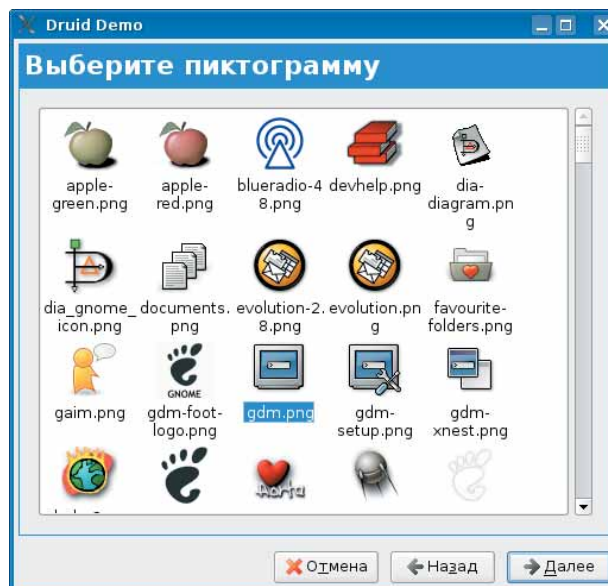 Druid Demo
Выберите пиктограмму
apple-
green.png
apple-
red.png
blueradio-4
8.png
devhelp.png
dia-
diagram.pn
g
dia_gnome_
icon.png
documents.
png
evolution-2.
8.png
evolution.pn
g
favourite-
folders.png
gaim.png
GNOME
gdm-foot-
logo.png
gdm.png
gdm-
setup.png
gdm-
xnest.png
Отмена
Назад
Далее